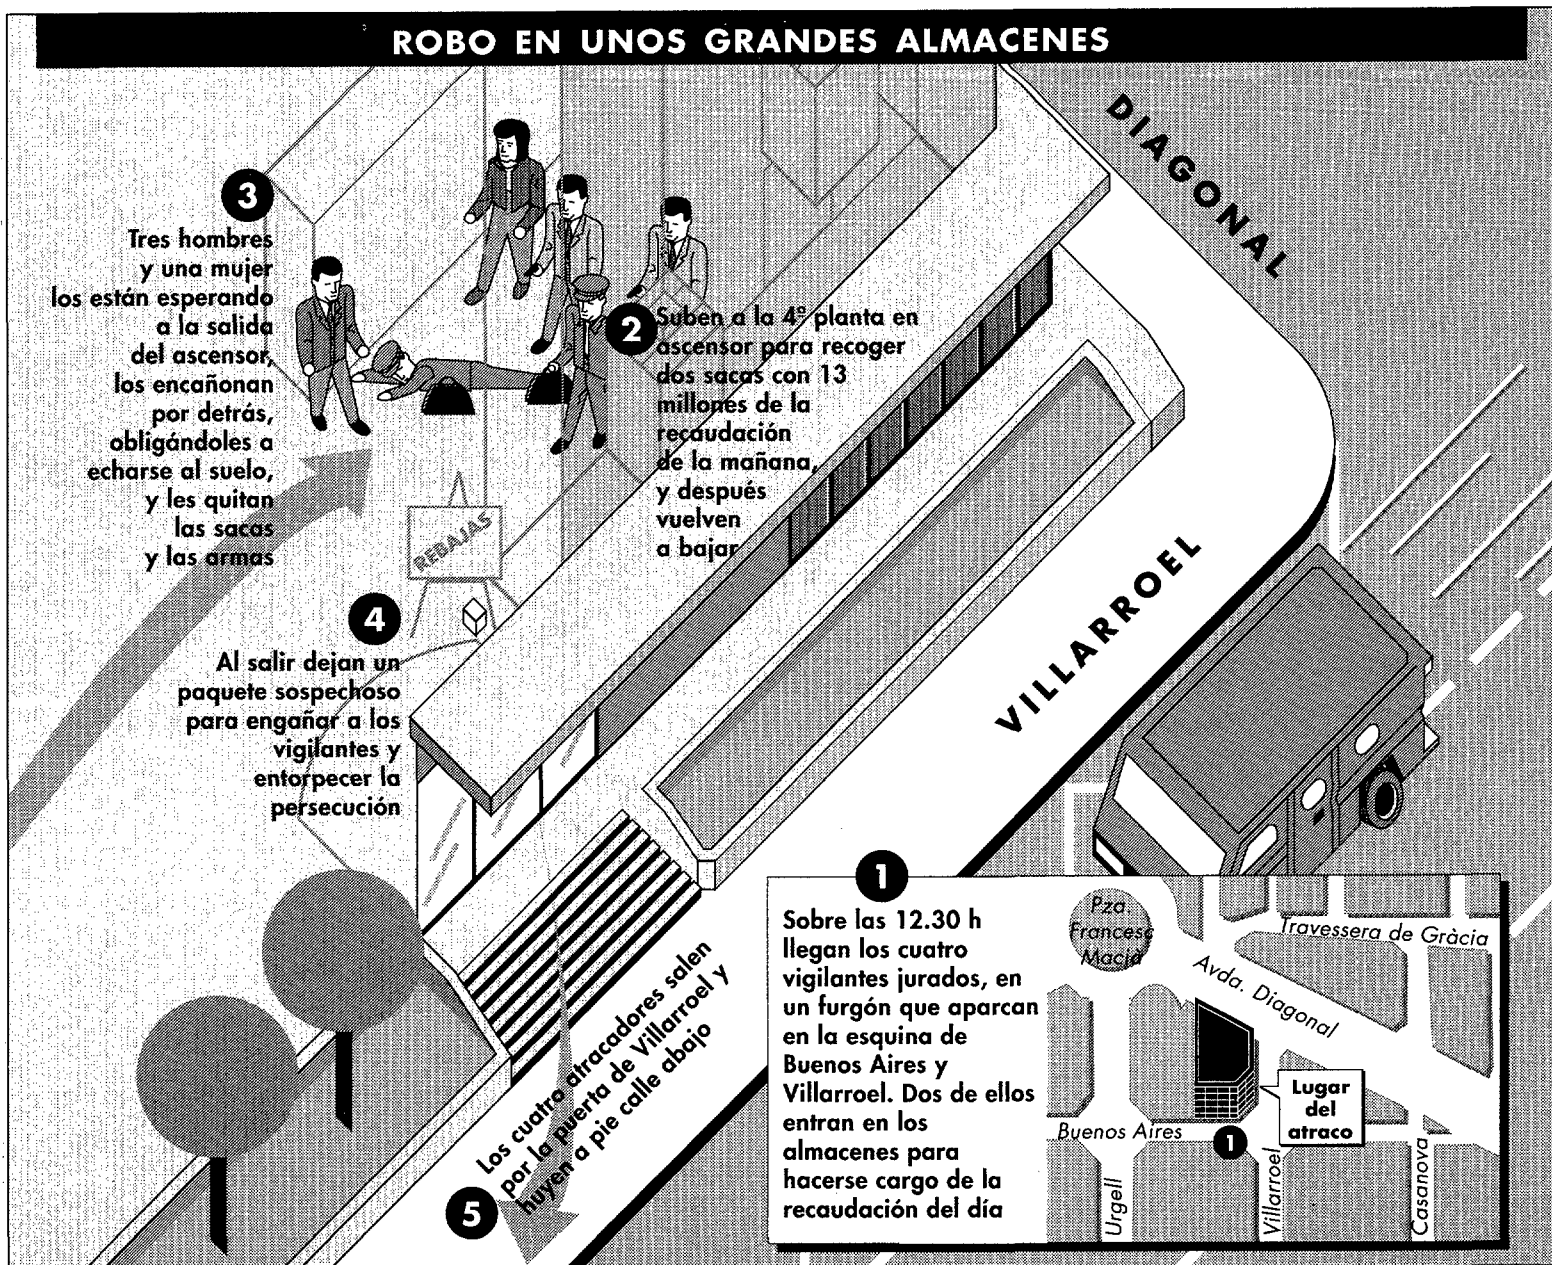 ROBO EN UNOS GRANDES ALMACENES
DIAGONAL
VILLARROEL
1
Sobre las 12.30 h
llegan los cuatro
vigilantes jurados, en
un furgón que aparcan
en la esquina de
Buenos Aires y
Villarroel. Dos de ellos
entran en los
almacenes para
hacerse cargo de la
recaudación del día
2
Suben a la 4ª planta en
ascensor para recoger
dos sacas con 13
millones de la
recaudación
de la mañana,
y después
vuelven
a bajar
3
Tres hombres
y una mujer
los están esperando
a la salida
del ascensor,
los encañonan
por detrás,
obligándoles a
echarse al suelo,
y les quitan
las sacas
y las armas
REBAJAS
4
Al salir dejan un
paquete sospechoso
para engañar a los
vigilantes y
entorpecer la
persecución
5
Los cuatro atracadores salen
por la puerta de Villarroel y
huyen a pie calle abajo
Pza.
Francesc
Macià
Travessera de Gràcia
Avda. Diagonal
Lugar
del
atraco
Buenos Aires
1
Urgell
Villarroel
Casanova